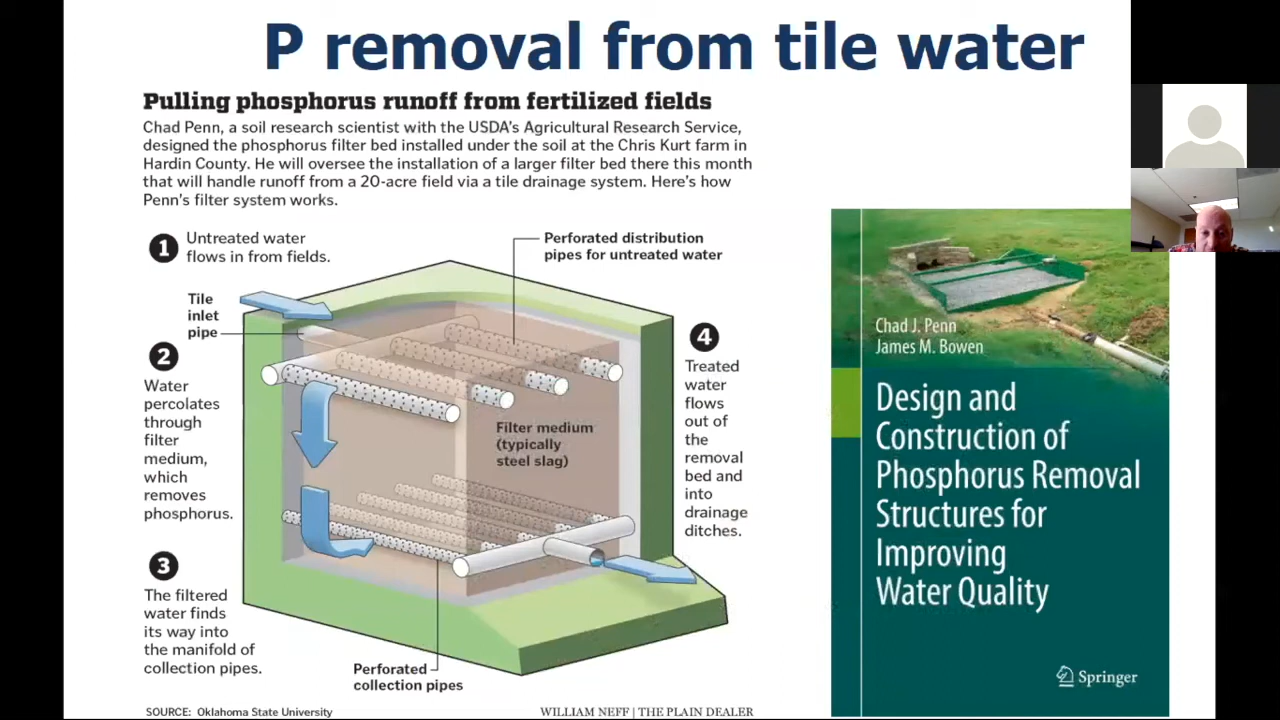 P removal from tile water
Pulling phosphorus runoff from fertilized fields
Chad Penn, a soil research scientist with the USDA's Agricultural Research Service,
designed the phosphorus filter bed installed under the soil at the Chris Kurt farm in
Hardin County. He will oversee the installation of a larger filter bed there this month
that will handle runoff from a 20-acre field via a tile drainage system. Here's how
Penn's filter system works.
1
Untreated water
flows in from fields.
Perforated distribution
pipes for untreated water
Tile
inlet
pipe
2
Water
percolates
through
filter
medium,
which
removes
phosphorus.
Filter medium
(typically
steel slag)
3
The filtered
water finds
its way into
the manifold of
collection pipes.
Perforated
collection pipes
4
Treated
water
flows
out of
the
removal
bed and
into
drainage
ditches.
SOURCE: Oklahoma State University
WILLIAM NEFF | THE PLAIN DEALER
Chad J. Penn
James M. Bowen
Design and
Construction of
Phosphorus Removal
Structures for
Improving
Water Quality
Springer